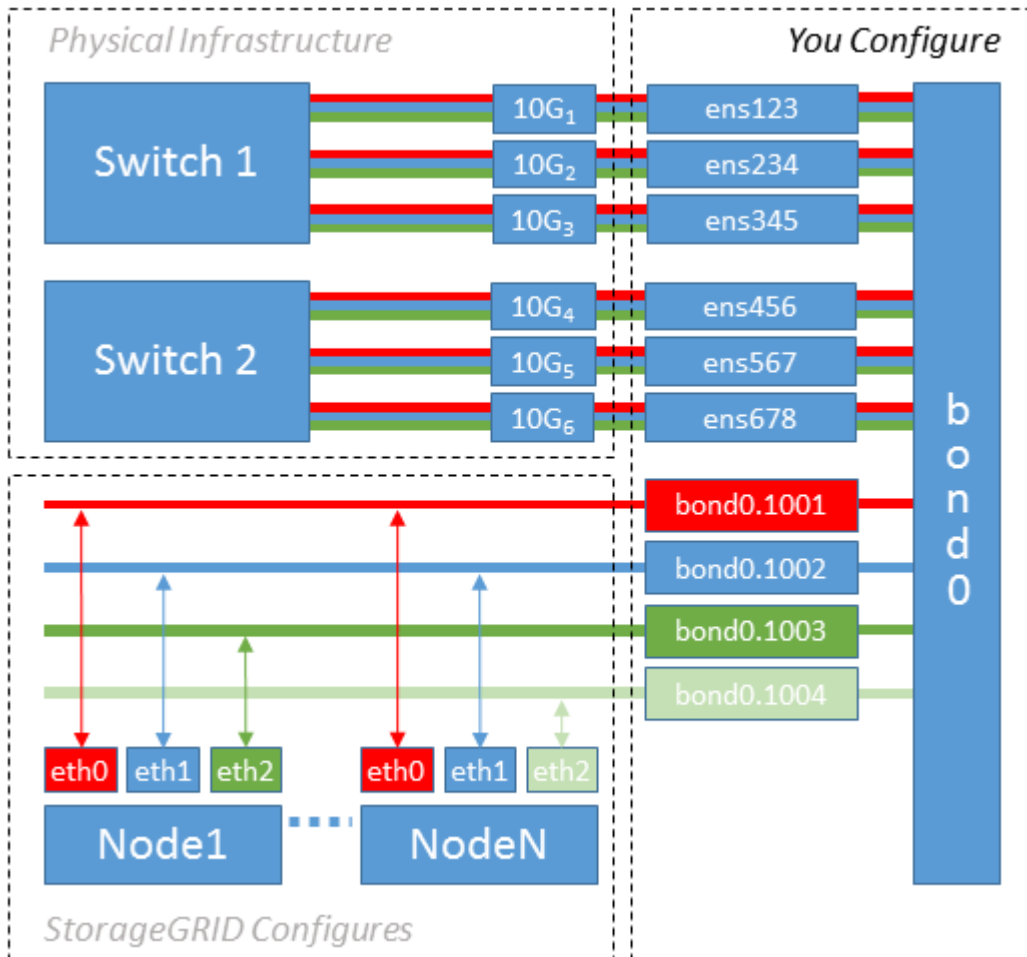 Physical Infrastructure
You Configure
Switch 1
10G₁
ens123
10G₂
ens234
10G₃
ens345
Switch 2
10G₄
ens456
10G₅
ens567
10G₆
ens678
bond0
bond0.1001
bond0.1002
bond0.1003
bond0.1004
eth0
eth1
eth2
eth0
eth1
eth2
Node1
NodeN
StorageGRID Configures